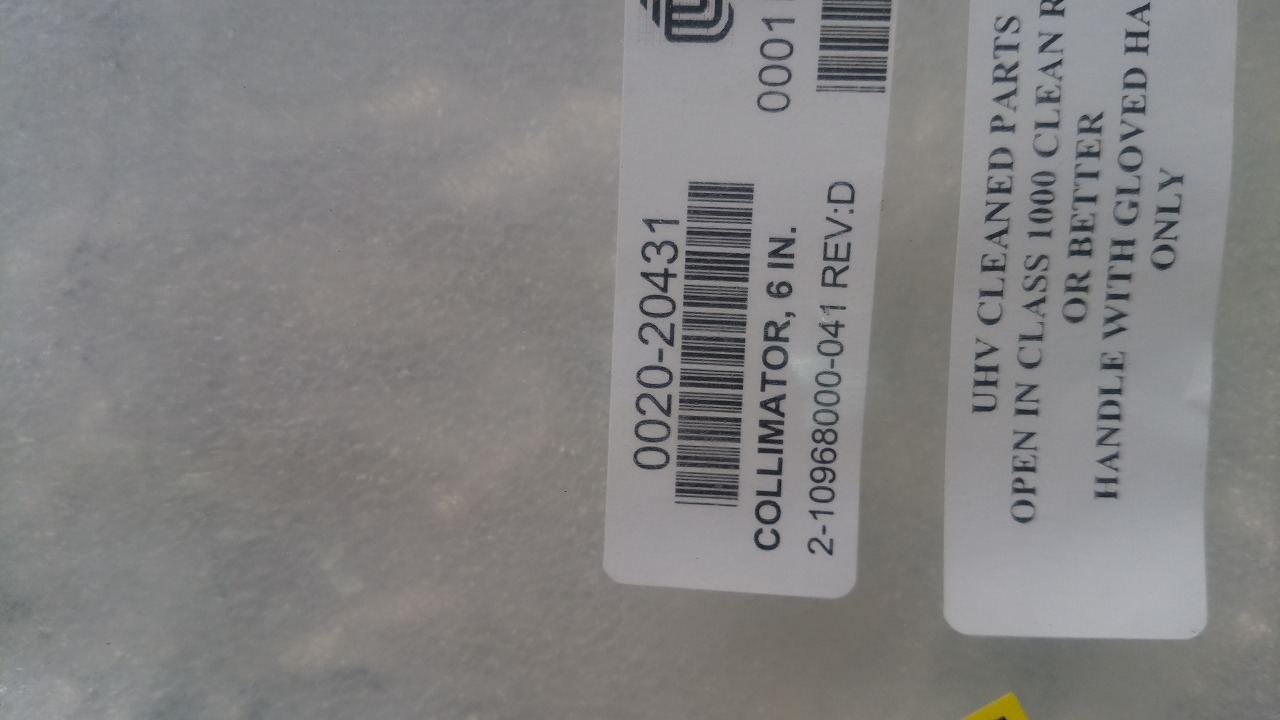 0020-20431
COLLIMATOR, 6 IN.
2-10968000-041 REV:D
0001
UHV CLEANED PARTS
OPEN IN CLASS 1000 CLEAN R
OR BETTER
HANDLE WITH GLOVED HA
ONLY